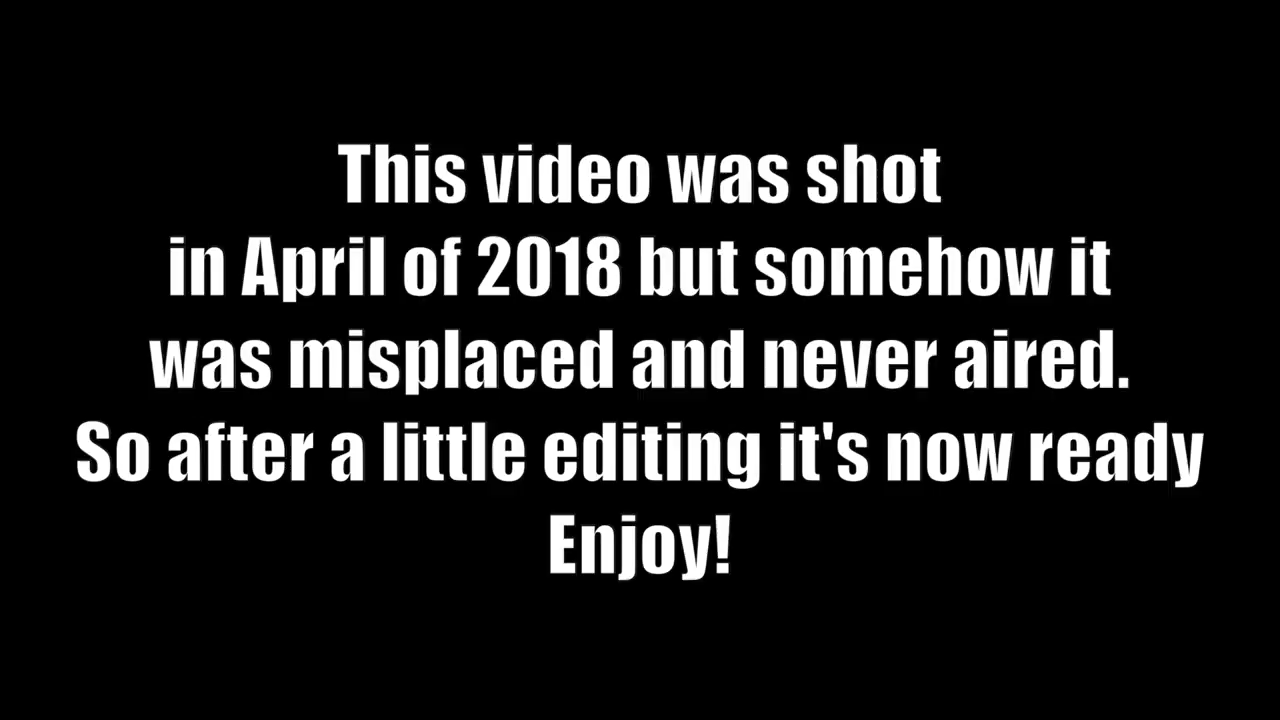 This video was shot
in April of 2018 but somehow it
was misplaced and never aired.
So after a little editing it's now ready
Enjoy!